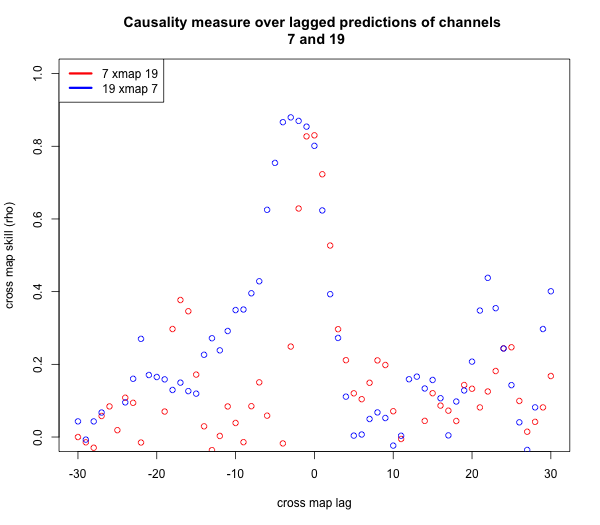 Causality measure over lagged predictions of channels
7 and 19
7 xmap 19
19 xmap 7
cross map skill (rho)
1.0
0.8
0.6
0.4
0.2
0.0
-30 -20 -10 0 10 20 30
cross map lag